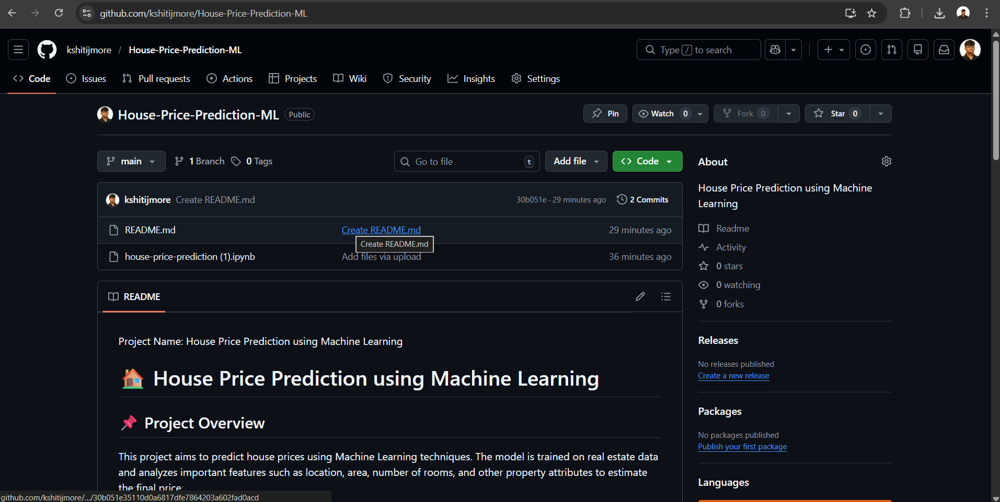 github.com/kshitijmore/House-Price-Prediction-ML
kshitijmore / House-Price-Prediction-ML
Type / to search
Code Issues Pull requests Actions Projects Wiki Security Insights Settings
House-Price-Prediction-ML Public
Pin Watch 0 Fork 0 Star 0
main 1 Branch 0 Tags
Go to file t Add file Code
kshitijmore Create README.md 30b051e · 29 minutes ago 2 Commits
README.md Create README.md 29 minutes ago
Create README.md
house-price-prediction (1).ipynb Add files via upload 36 minutes ago
README
Project Name: House Price Prediction using Machine Learning
House Price Prediction using Machine Learning
Project Overview
This project aims to predict house prices using Machine Learning techniques. The model is trained on real estate data
and analyzes important features such as location, area, number of rooms, and other property attributes to estimate
the final price.
About
House Price Prediction using Machine
Learning
Readme
Activity
0 stars
0 watching
0 forks
Releases
No releases published
Create a new release
Packages
No packages published
Publish your first package
Languages
github.com/kshitijmore/.../30b051e35110d0a6817dfe7864203a602fad0acd